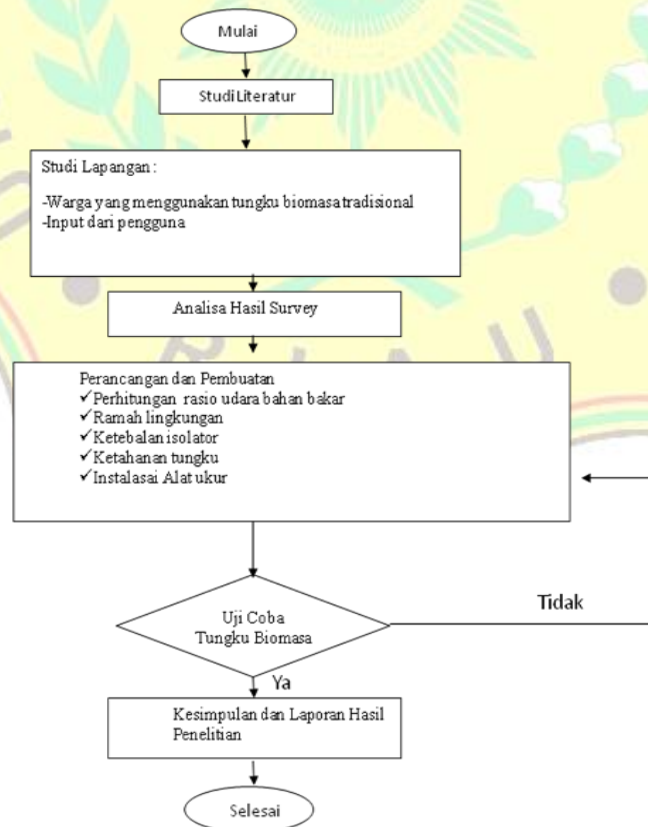 Mulai
Studi Literatur
Studi Lapangan :
-Warga yang menggunakan tungku biomasa tradisional
-Input dari pengguna
Analisa Hasil Survey
Perancangan dan Pembuatan
✓Perhitungan rasio udara bahan bakar
✓Ramah lingkungan
✓Ketebalan isolator
✓Ketahanan tungku
✓Instalasai Alat ukur
Uji Coba
Tungku Biomasa
Tidak
Ya
Kesimpulan dan Laporan Hasil
Penelitian
Selesai